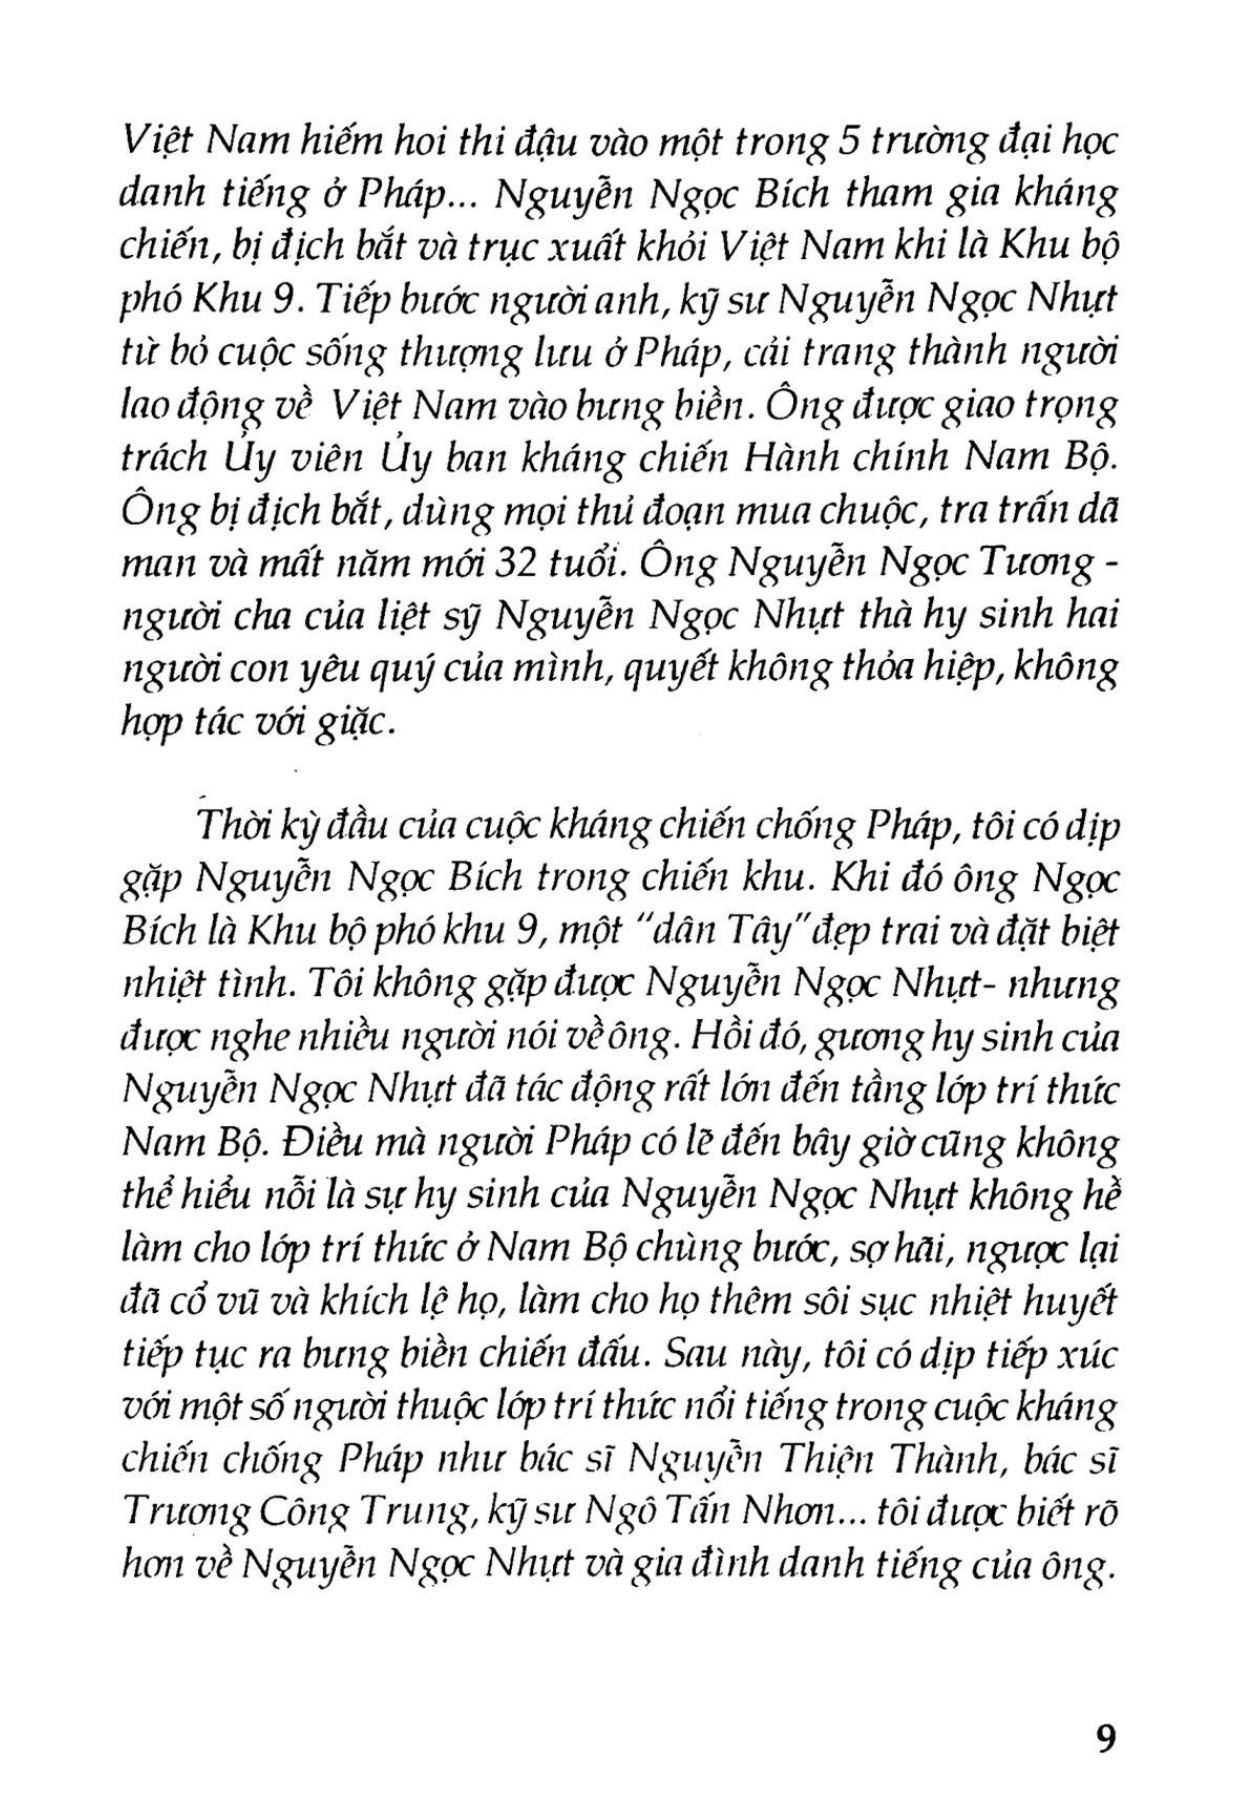 Việt Nam hiếm hoi thi đậu vào một trong 5 trường đại học
danh tiếng ở Pháp... Nguyễn Ngọc Bích tham gia kháng
chiến, bị địch bắt và trục xuất khỏi Việt Nam khi là Khu bộ
phó Khu 9. Tiếp bước người anh, kỹ sư Nguyễn Ngọc Nhựt
từ bỏ cuộc sống thượng lưu ở Pháp, cải trang thành người
lao động về Việt Nam vào bưng biền. Ông được giao trọng
trách Ủy viên Ủy ban kháng chiến Hành chính Nam Bộ.
Ông bị địch bắt, dùng mọi thủ đoạn mua chuộc, tra trấn dã
man và mất năm mới 32 tuổi. Ông Nguyễn Ngọc Tương -
người cha của liệt sỹ Nguyễn Ngọc Nhựt thà hy sinh hai
người con yêu quý của mình, quyết không thỏa hiệp, không
hợp tác với giặc.
Thời kỳ đầu của cuộc kháng chiến chống Pháp, tôi có dịp
gặp Nguyễn Ngọc Bích trong chiến khu. Khi đó ông Ngọc
Bích là Khu bộ phó khu 9, một "dân Tây"đẹp trai và đặt biệt
nhiệt tình. Tôi không gặp được Nguyễn Ngọc Nhựt- nhưng
được nghe nhiều người nói về ông. Hồi đó, gương hy sinh của
Nguyễn Ngọc Nhựt đã tác động rất lớn đến tầng lớp trí thức
Nam Bộ. Điều mà người Pháp có lẽ đến bây giờ cũng không
thể hiểu nỗi là sự hy sinh của Nguyễn Ngọc Nhựt không hề
làm cho lớp trí thức ở Nam Bộ chùng bước, sợ hãi, ngược lại
đã cổ vũ và khích lệ họ, làm cho họ thêm sôi sục nhiệt huyết
tiếp tục ra bưng biền chiến đấu. Sau này, tôi có dịp tiếp xúc
với một số người thuộc lớp trí thức nổi tiếng trong cuộc kháng
chiến chống Pháp như bác sĩ Nguyễn Thiện Thành, bác sĩ
Trương Công Trung, kỹ sư Ngô Tấn Nhơn... tôi được biết rõ
hơn về Nguyễn Ngọc Nhựt và gia đình danh tiếng của ông.
9